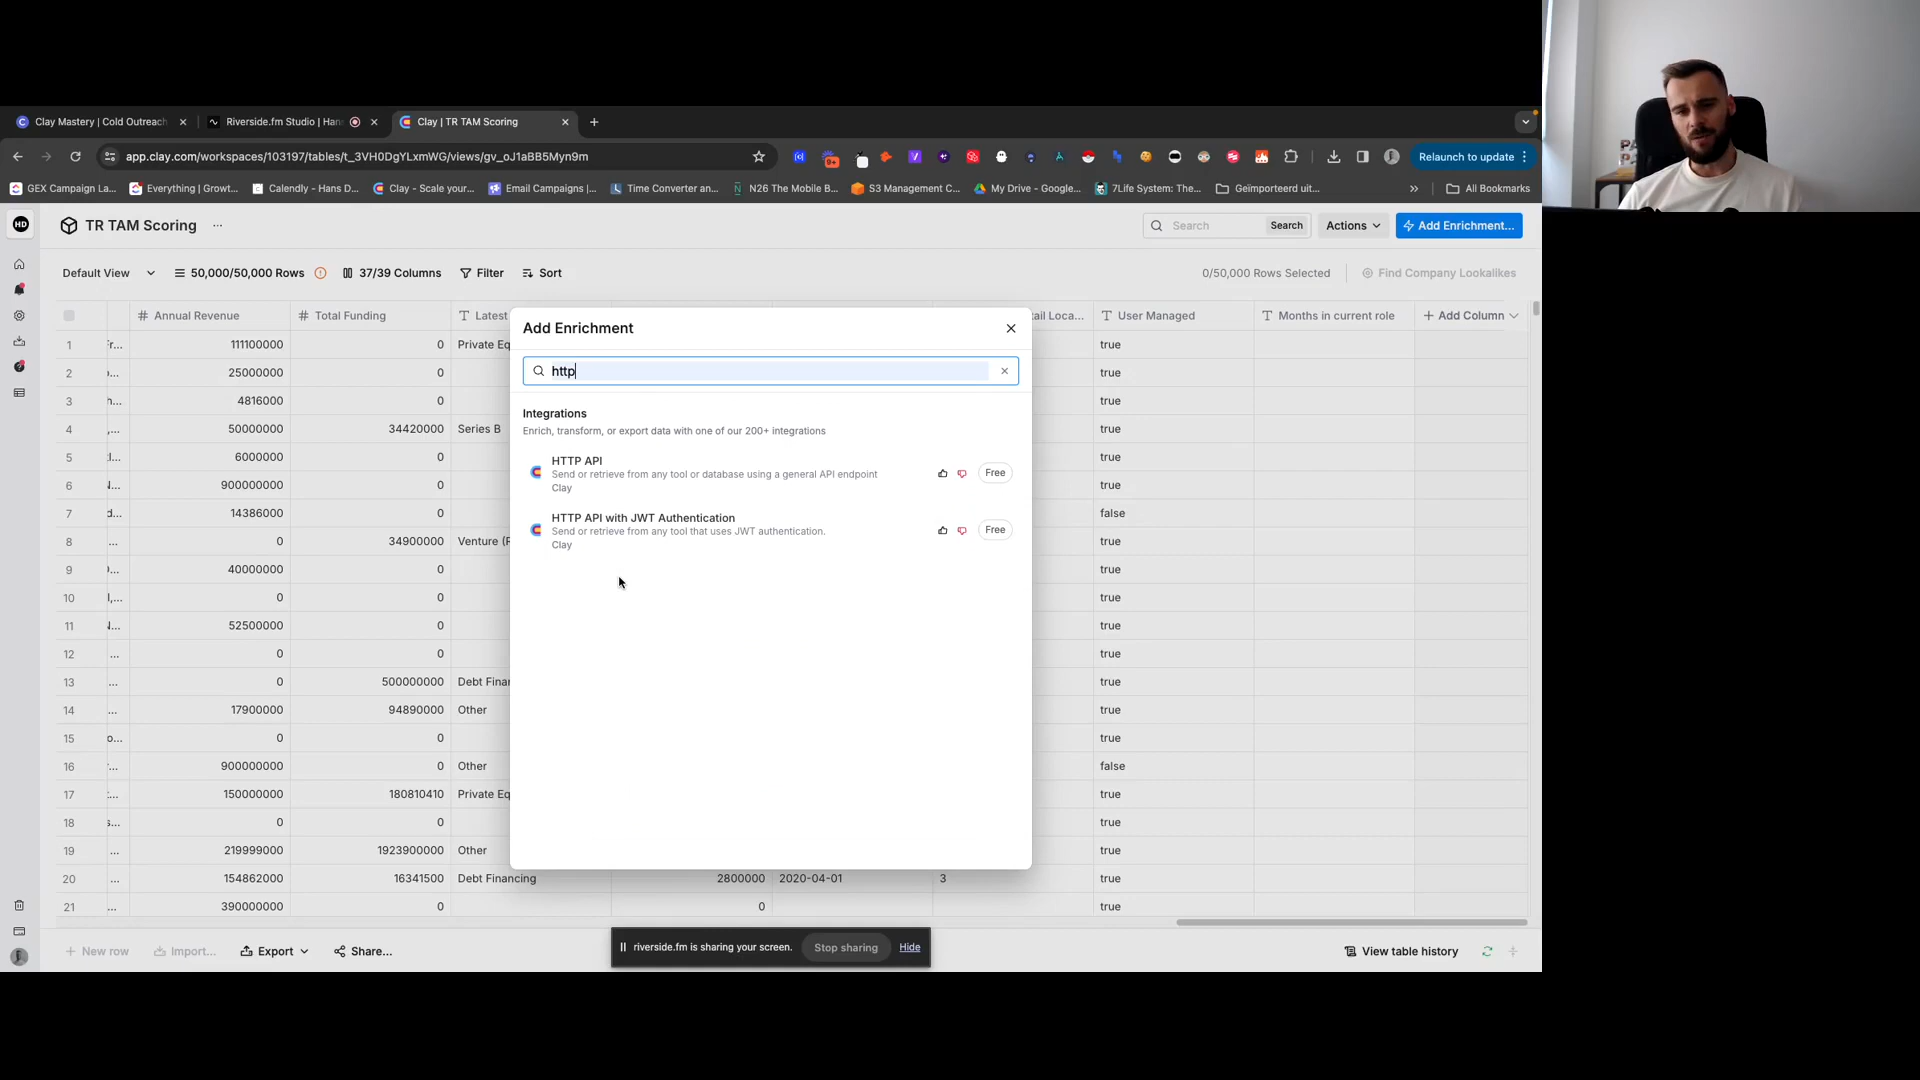 Clay Mastery | Cold Outreach
Riverside.fm Studio | Han
Clay | TR TAM Scoring
app.clay.com/workspaces/103197/tables/t_3VH0DgYLxmWG/views/gv_oJ1aBB5Myn9m
9+
Relaunch to update
GEX Campaign La...
Everything | Growt...
Calendly - Hans D...
Clay - Scale your...
Email Campaigns |...
Time Converter an...
N26 The Mobile B...
S3 Management C...
My Drive - Google...
7Life System: The...
Geïmporteerd uit...
»
All Bookmarks
HD
TR TAM Scoring
...
Search
Search
Actions
Add Enrichment...
Default View
50,000/50,000 Rows
37/39 Columns
Filter
Sort
0/50,000 Rows Selected
Find Company Lookalikes
# Annual Revenue
# Total Funding
Latest
ail Loca...
User Managed
Months in current role
+ Add Column
1 Fr... 111100000 0 Private Eq true
2 ... 25000000 0 true
3 h... 4816000 0 true
4 ,... 50000000 34420000 Series B true
5 tl... 6000000 0 true
6 N... 900000000 0 true
7 d... 14386000 0 false
8 ... 0 34900000 Venture (R true
9 ... 40000000 0 true
10 l,... 0 0 true
11 N... 52500000 0 true
12 ... 0 0 true
13 ... 0 500000000 Debt Finan true
14 ... 17900000 94890000 Other true
15 o... 0 0 true
16 ... 900000000 0 Other false
17 t... 150000000 180810410 Private Eq true
18 s... 0 0 true
19 ... 219999000 1923900000 Other true
20 ... 154862000 16341500 Debt Financing 2800000 2020-04-01 3 true
21 ... 390000000 0 0 true
Add Enrichment
http
Integrations
Enrich, transform, or export data with one of our 200+ integrations
HTTP API
Send or retrieve from any tool or database using a general API endpoint
Clay
Free
HTTP API with JWT Authentication
Send or retrieve from any tool that uses JWT authentication.
Clay
Free
+ New row
Import...
Export
Share...
riverside.fm is sharing your screen.
Stop sharing
Hide
View table history